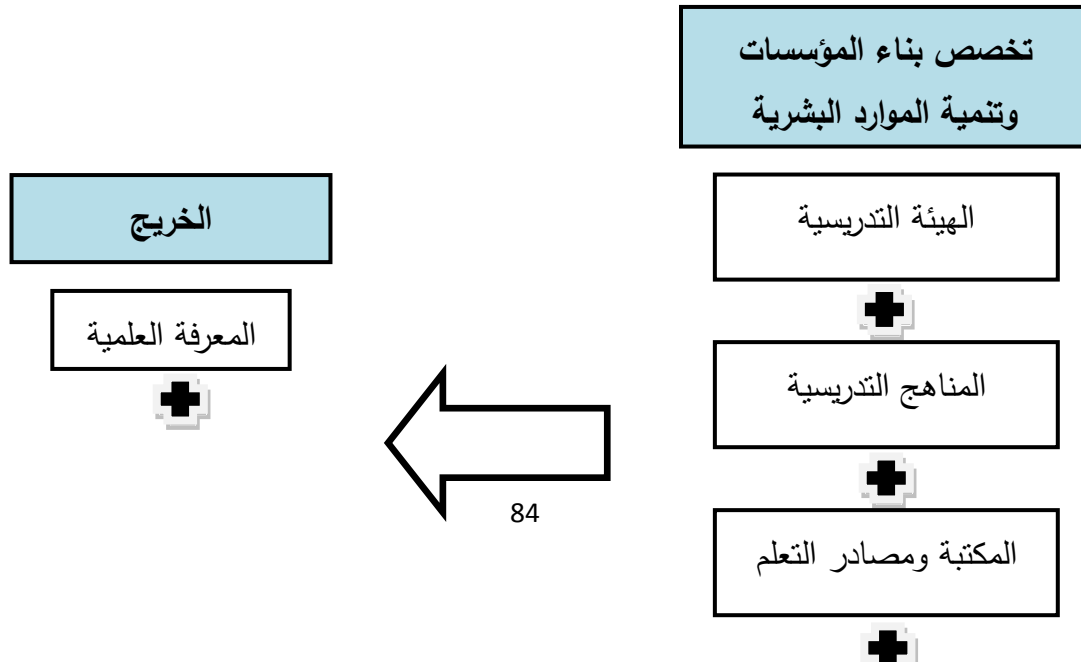 تخصص بناء المؤسسات
وتنمية الموارد البشرية
الهيئة التدريسية
المناهج التدريسية
المكتبة ومصادر التعلم
الخريج
المعرفة العلمية
84